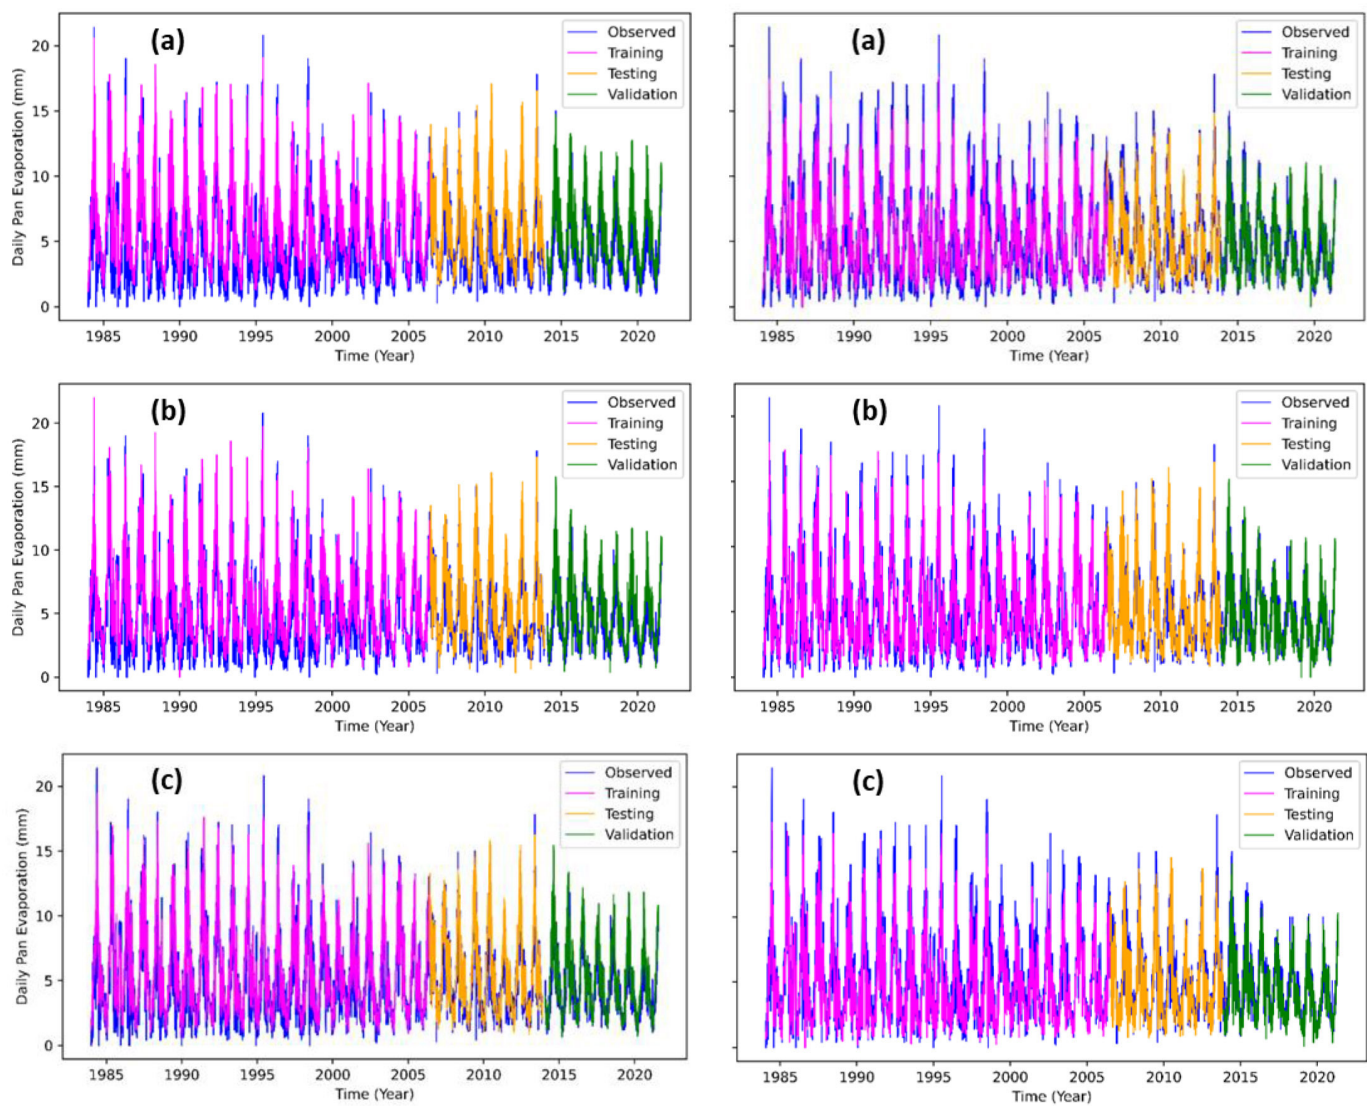 (a)
Observed
Training
Testing
Validation
Daily Pan Evaporation (mm)
20
15
10
5
0
1985 1990 1995 2000 2005 2010 2015 2020
Time (Year)
(a)
Observed
Training
Testing
Validation
1985 1990 1995 2000 2005 2010 2015 2020
Time (Year)
(b)
Observed
Training
Testing
Validation
Daily Pan Evaporation (mm)
20
15
10
5
0
1985 1990 1995 2000 2005 2010 2015 2020
Time (Year)
(b)
Observed
Training
Testing
Validation
1985 1990 1995 2000 2005 2010 2015 2020
Time (Year)
(c)
Observed
Training
Testing
Validation
Daily Pan Evaporation (mm)
20
15
10
5
0
1985 1990 1995 2000 2005 2010 2015 2020
Time (Year)
(c)
Observed
Training
Testing
Validation
1985 1990 1995 2000 2005 2010 2015 2020
Time (Year)